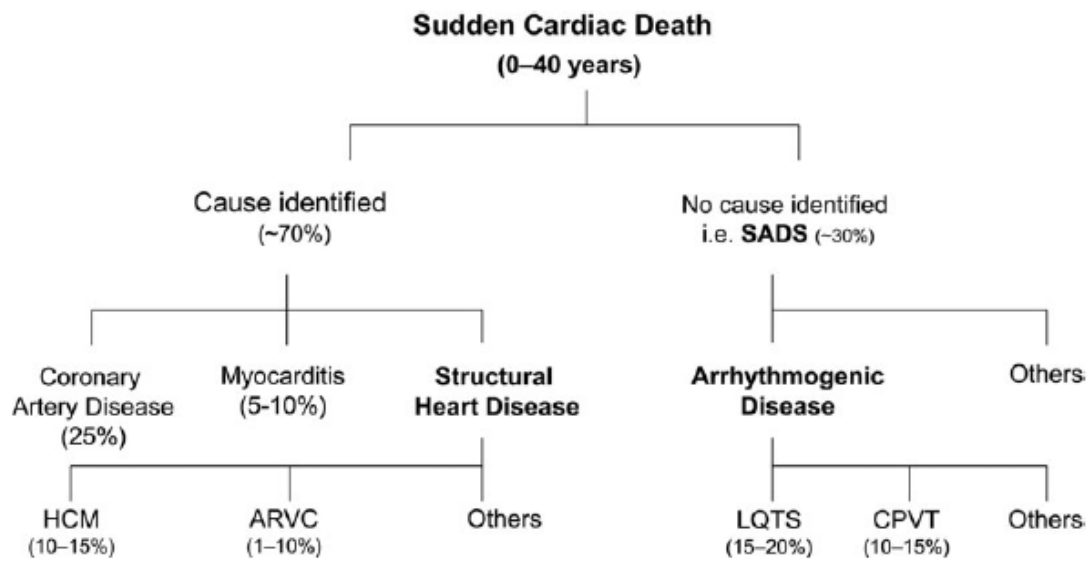 Sudden Cardiac Death
(0–40 years)
Cause identified
(~70%)
No cause identified
i.e. SADS (~30%)
Coronary
Artery Disease
(25%)
Myocarditis
(5-10%)
Structural
Heart Disease
Arrhythmogenic
Disease
Others
HCM
(10–15%)
ARVC
(1–10%)
Others
LQTS
(15–20%)
CPVT
(10–15%)
Others